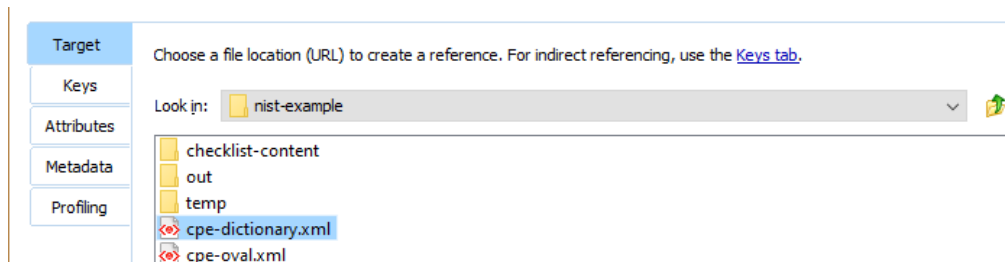 Target
Choose a file location (URL) to create a reference. For indirect referencing, use the Keys tab.
Keys
Look in: nist-example
Attributes
checklist-content
Metadata
out
temp
Profiling
cpe-dictionary.xml
cpe-oval.xml